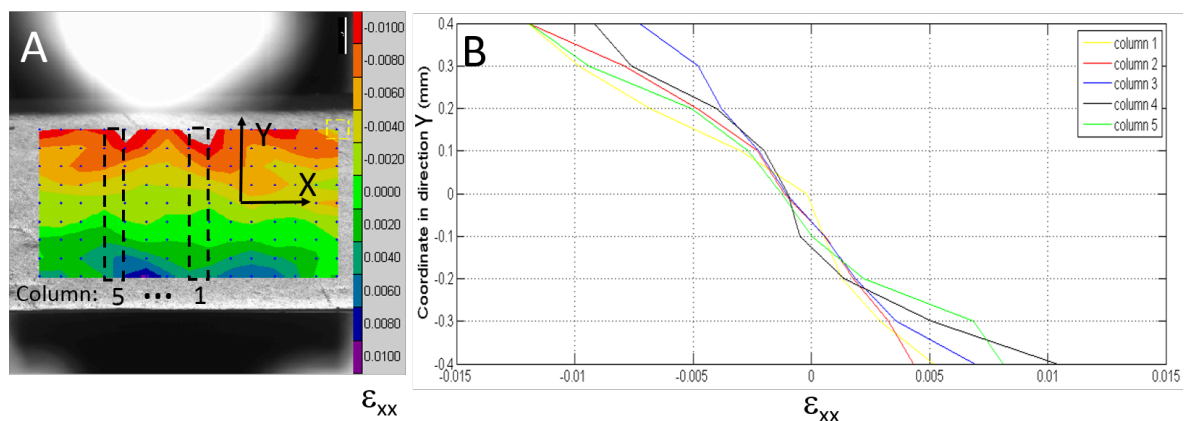 A
-0.0100
-0.0080
-0.0060
-0.0040
-0.0020
0.0000
0.0020
0.0040
0.0060
0.0080
0.0100
Y
X
Column: 5 ••• 1
εxx
B
0.4
0.3
0.2
0.1
0
-0.1
-0.2
-0.3
-0.4
Coordinate in direction Y (mm)
column 1
column 2
column 3
column 4
column 5
-0.015 -0.01 -0.005 0 0.005 0.01 0.015
εxx